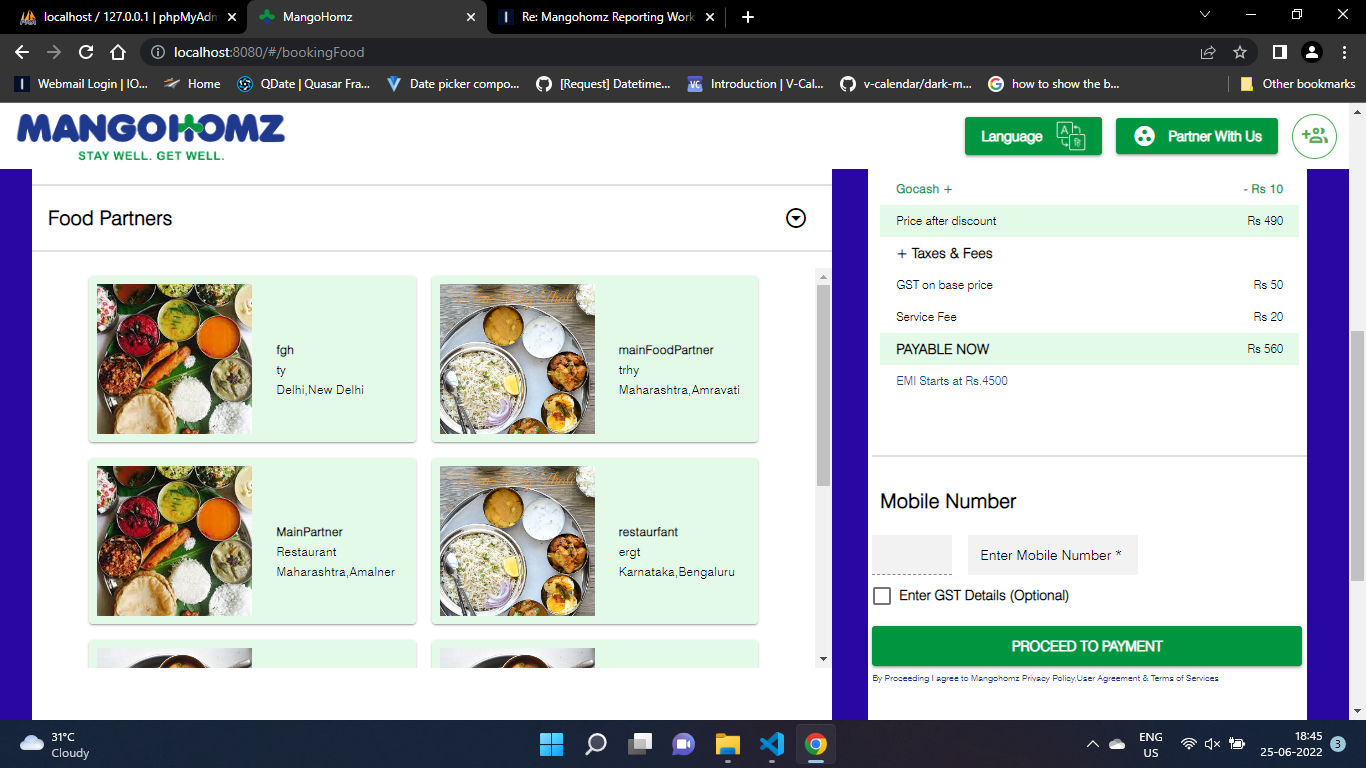 localhost / 127.0.0.1 | phpMyAdm
MangoHomz
Re: Mangohomz Reporting Work
localhost:8080/#/bookingFood
Webmail Login | IO...
Home
QDate | Quasar Fra...
Date picker compo...
[Request] Datetime...
Introduction | V-Cal...
v-calendar/dark-m...
how to show the b...
Other bookmarks
MANGOHOMZ
STAY WELL. GET WELL.
Language
Partner With Us
Food Partners
fgh
ty
Delhi,New Delhi
mainFoodPartner
trhy
Maharashtra,Amravati
MainPartner
Restaurant
Maharashtra,Amalner
restaurfant
ergt
Karnataka,Bengaluru
Gocash + - Rs 10
Price after discount Rs 490
+ Taxes & Fees
GST on base price Rs 50
Service Fee Rs 20
PAYABLE NOW Rs 560
EMI Starts at Rs.4500
Mobile Number
Enter Mobile Number *
Enter GST Details (Optional)
PROCEED TO PAYMENT
By Proceeding I agree to Mangohomz Privacy Policy,User Agreement & Terms of Services
31°C
Cloudy
ENG
US
18:45
25-06-2022
3